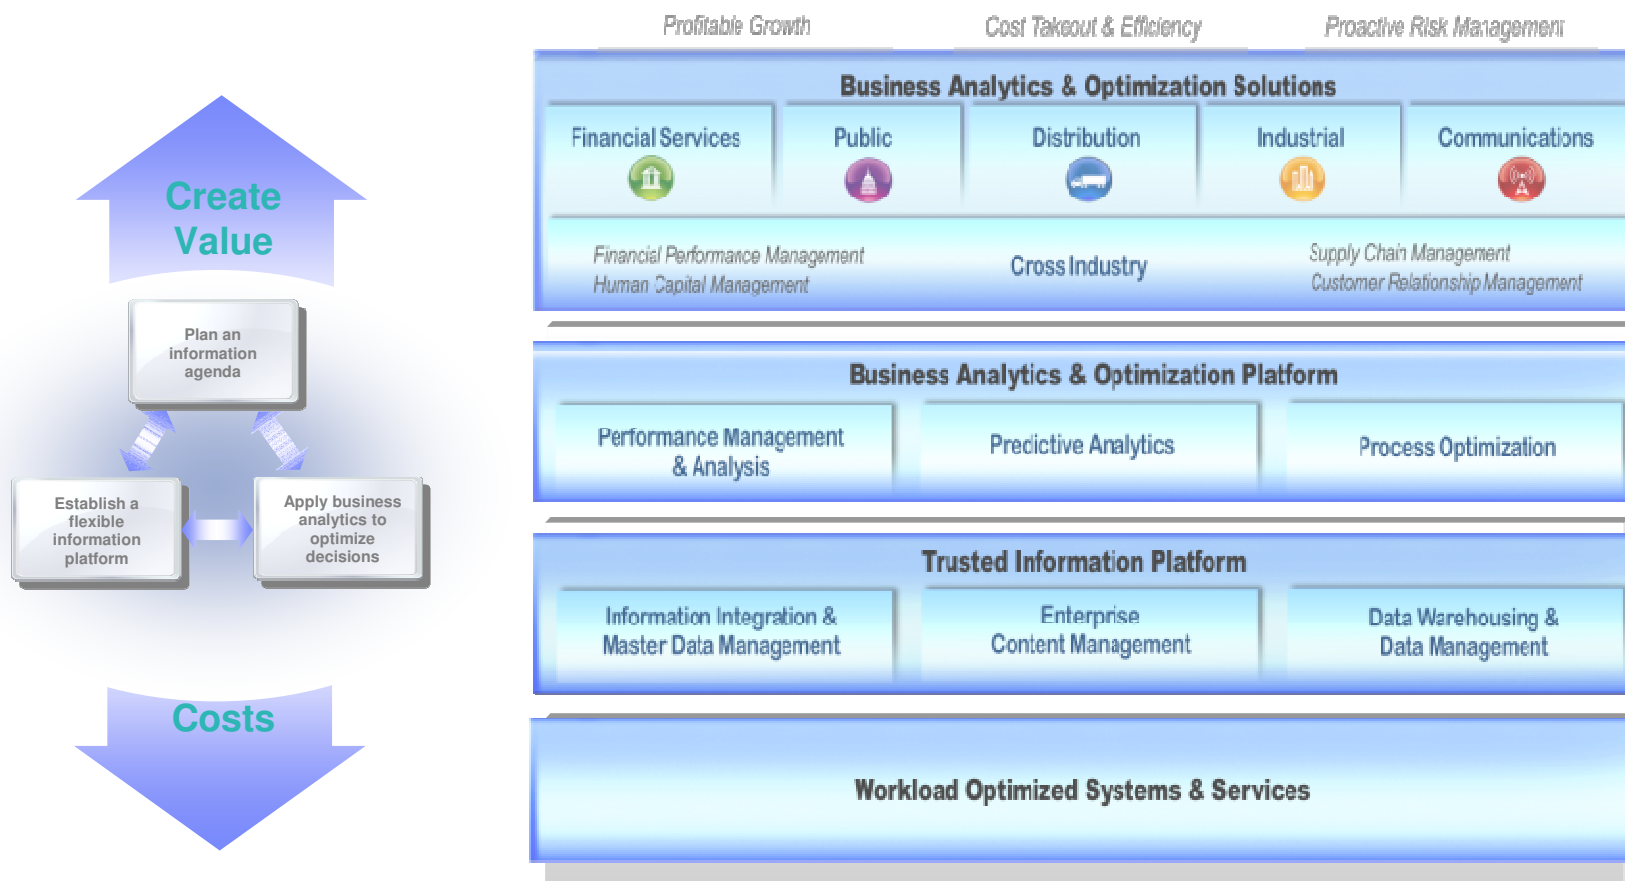 Profitable Growth
Cost Takeout & Efficiency
Proactive Risk Management
Create
Value
Plan an
information
agenda
Establish a
flexible
information
platform
Apply business
analytics to
optimize
decisions
Costs
Business Analytics & Optimization Solutions
Financial Services
Public
Distribution
Industrial
Communications
Financial Performance Management
Human Capital Management
Cross Industry
Supply Chain Management
Customer Relationship Management
Business Analytics & Optimization Platform
Performance Management
& Analysis
Predictive Analytics
Process Optimization
Trusted Information Platform
Information Integration &
Master Data Management
Enterprise
Content Management
Data Warehousing &
Data Management
Workload Optimized Systems & Services